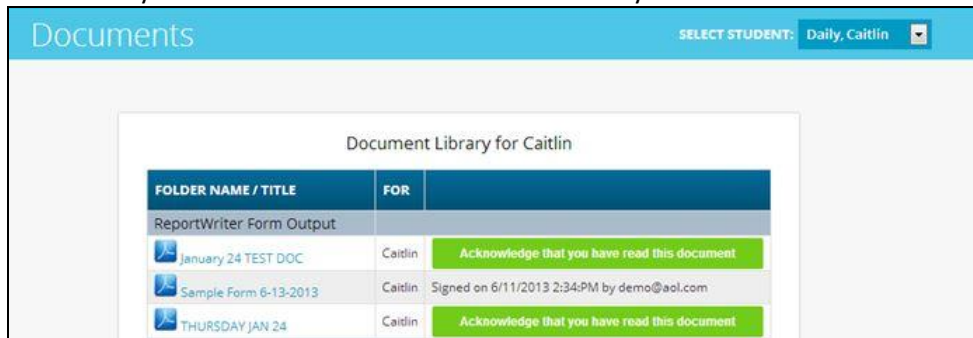 Documents
SELECT STUDENT: Daily, Caitlin
Document Library for Caitlin
FOLDER NAME / TITLE FOR
ReportWriter Form Output
January 24 TEST DOC Caitlin Acknowledge that you have read this document
Sample Form 6-13-2013 Caitlin Signed on 6/11/2013 2:34:PM by demo@aol.com
THURSDAY JAN 24 Caitlin Acknowledge that you have read this document